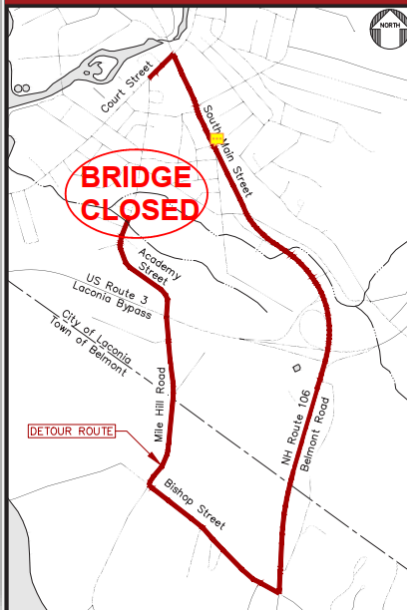 NORTH
Court Street
South Main Street
BRIDGE
CLOSED
Academy
Street
US Route 3
Laconia Bypass
City of Laconia
Town of Belmont
Mile Hill Road
NH Route 106
Belmont Road
DETOUR ROUTE
Bishop Street